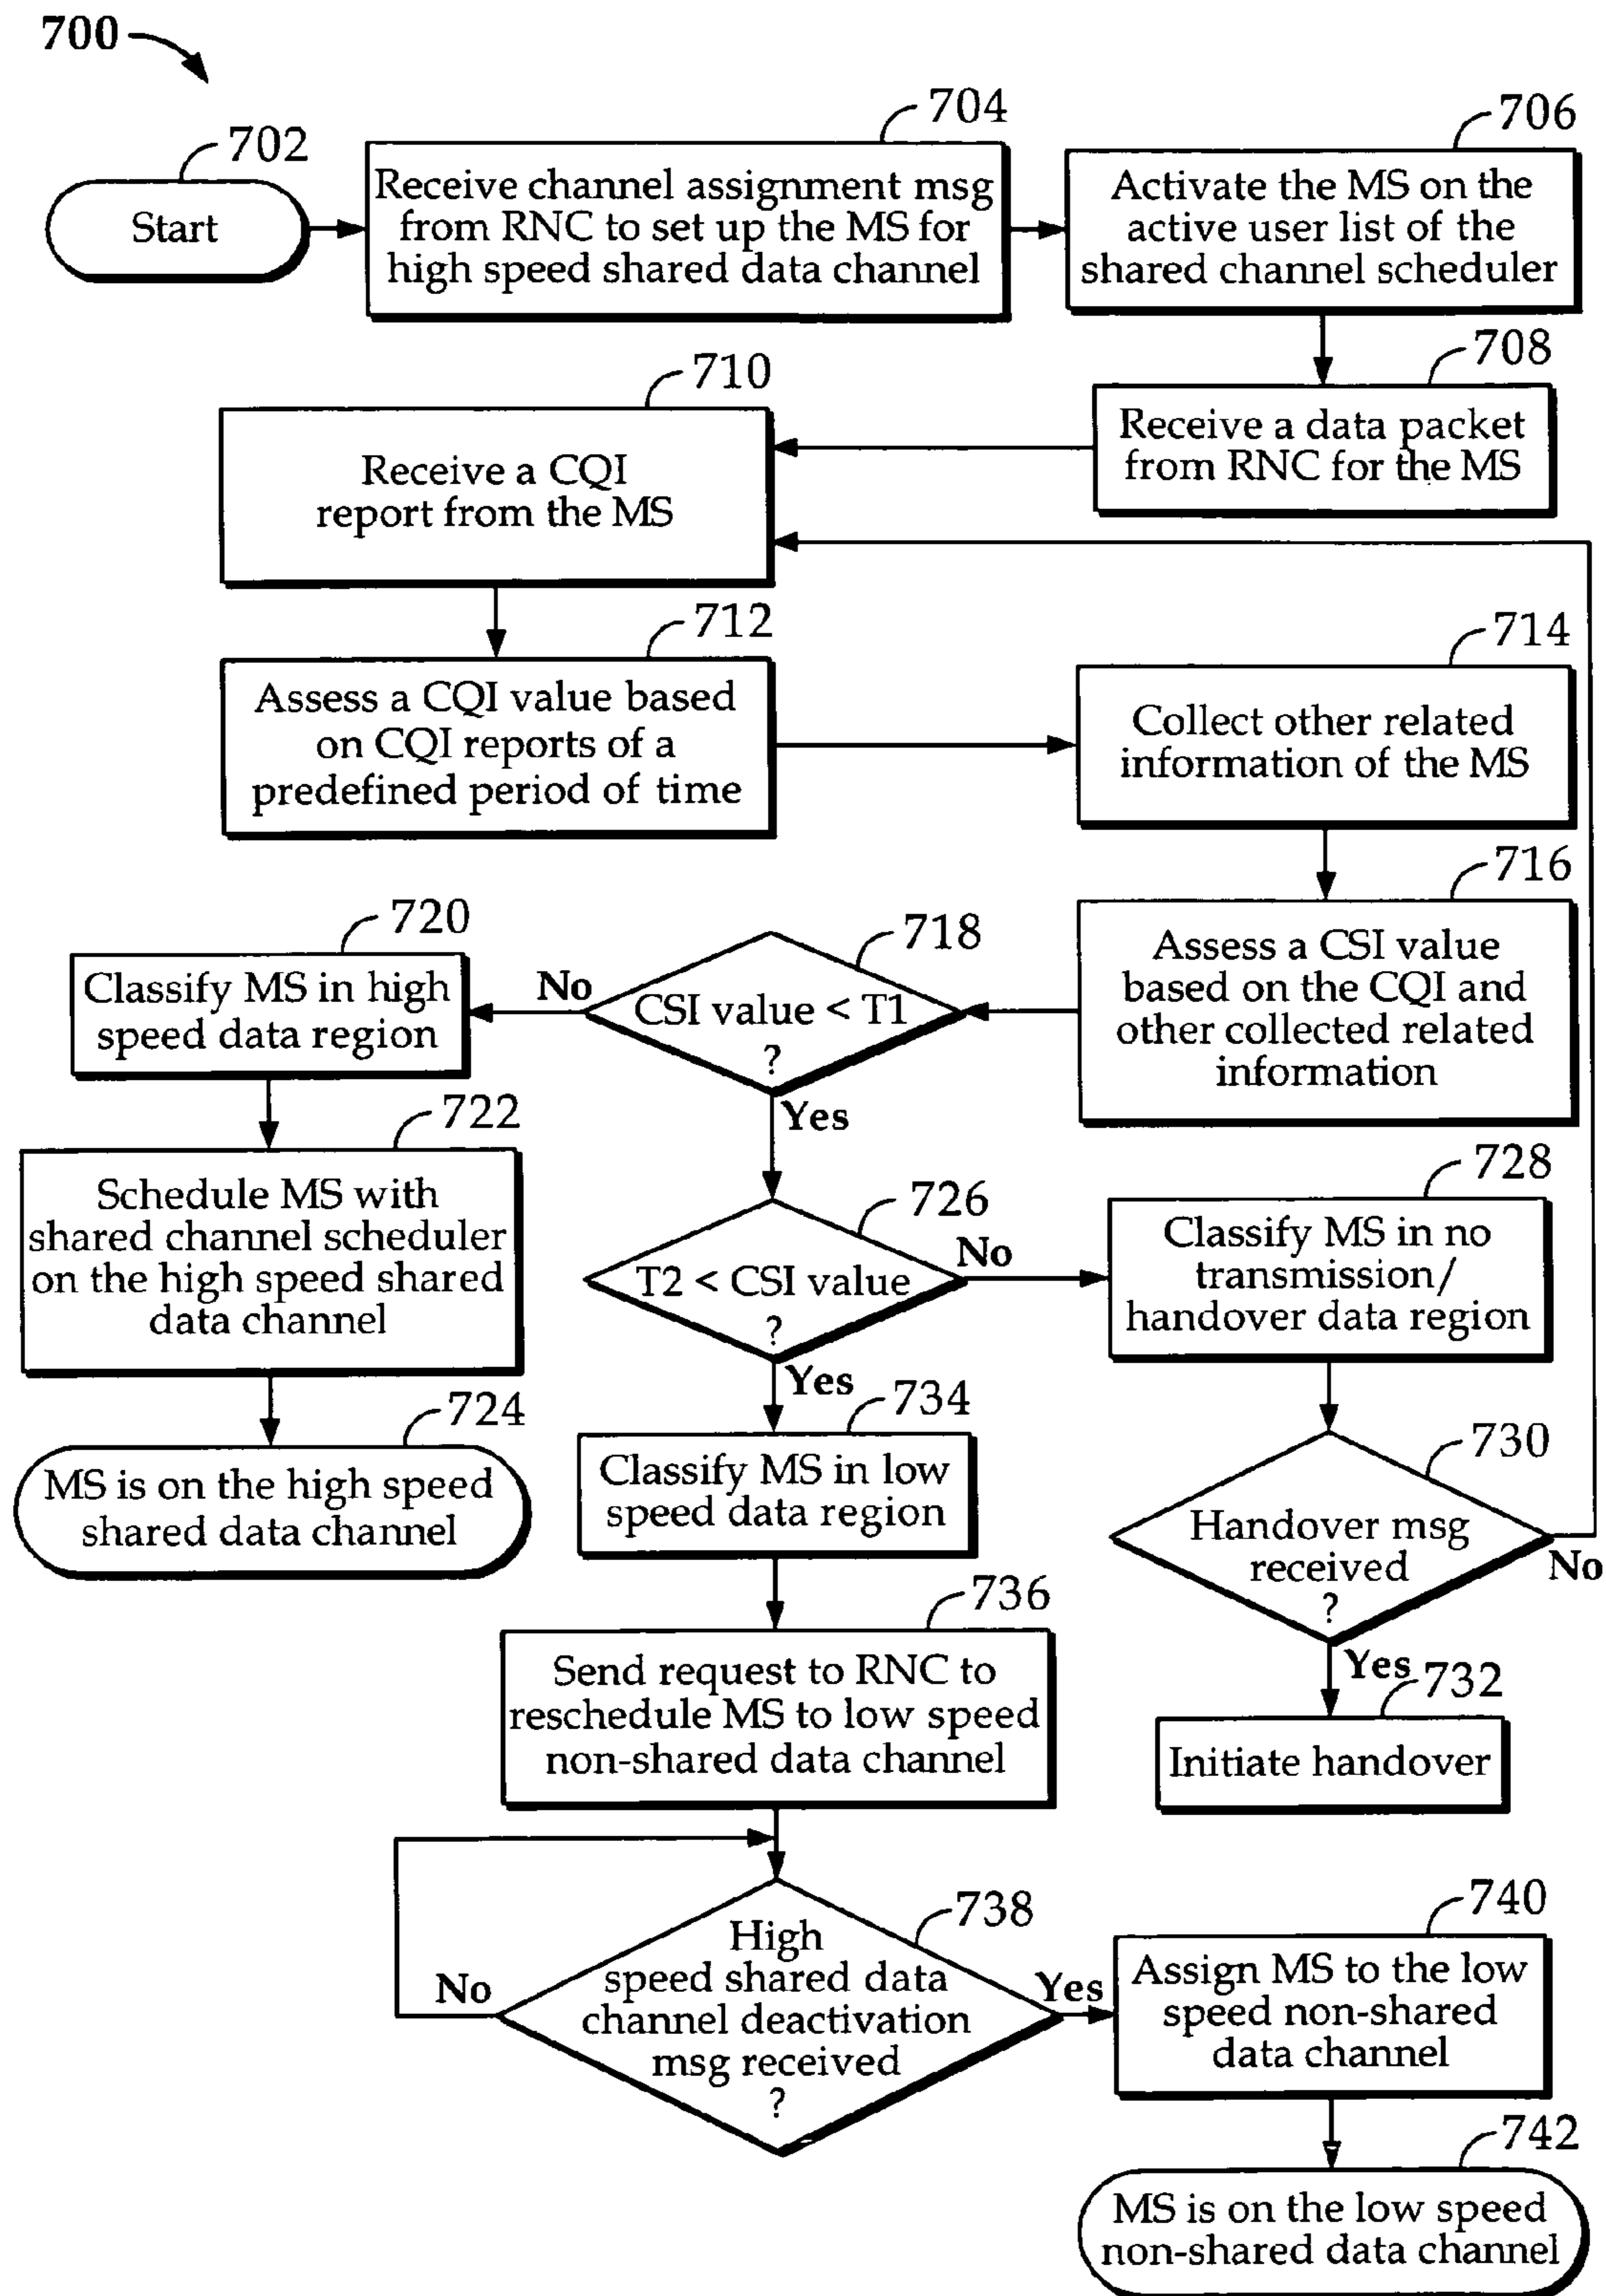 700
702
Start
704
Receive channel assignment msg
from RNC to set up the MS for
high speed shared data channel
706
Activate the MS on the
active user list of the
shared channel scheduler
708
Receive a data packet
from RNC for the MS
710
Receive a CQI
report from the MS
712
Assess a CQI value based
on CQI reports of a
predefined period of time
714
Collect other related
information of the MS
716
Assess a CSI value
based on the CQI and
other collected related
information
718
CSI value < T1
?
No
Yes
720
Classify MS in high
speed data region
722
Schedule MS with
shared channel scheduler
on the high speed shared
data channel
724
MS is on the high speed
shared data channel
726
T2 < CSI value
?
No
Yes
728
Classify MS in no
transmission/
handover data region
730
Handover msg
received
?
No
Yes
732
Initiate handover
734
Classify MS in low
speed data region
736
Send request to RNC to
reschedule MS to low speed
non-shared data channel
738
High
speed shared data
channel deactivation
msg received
?
No
Yes
740
Assign MS to the low
speed non-shared
data channel
742
MS is on the low speed
non-shared data channel